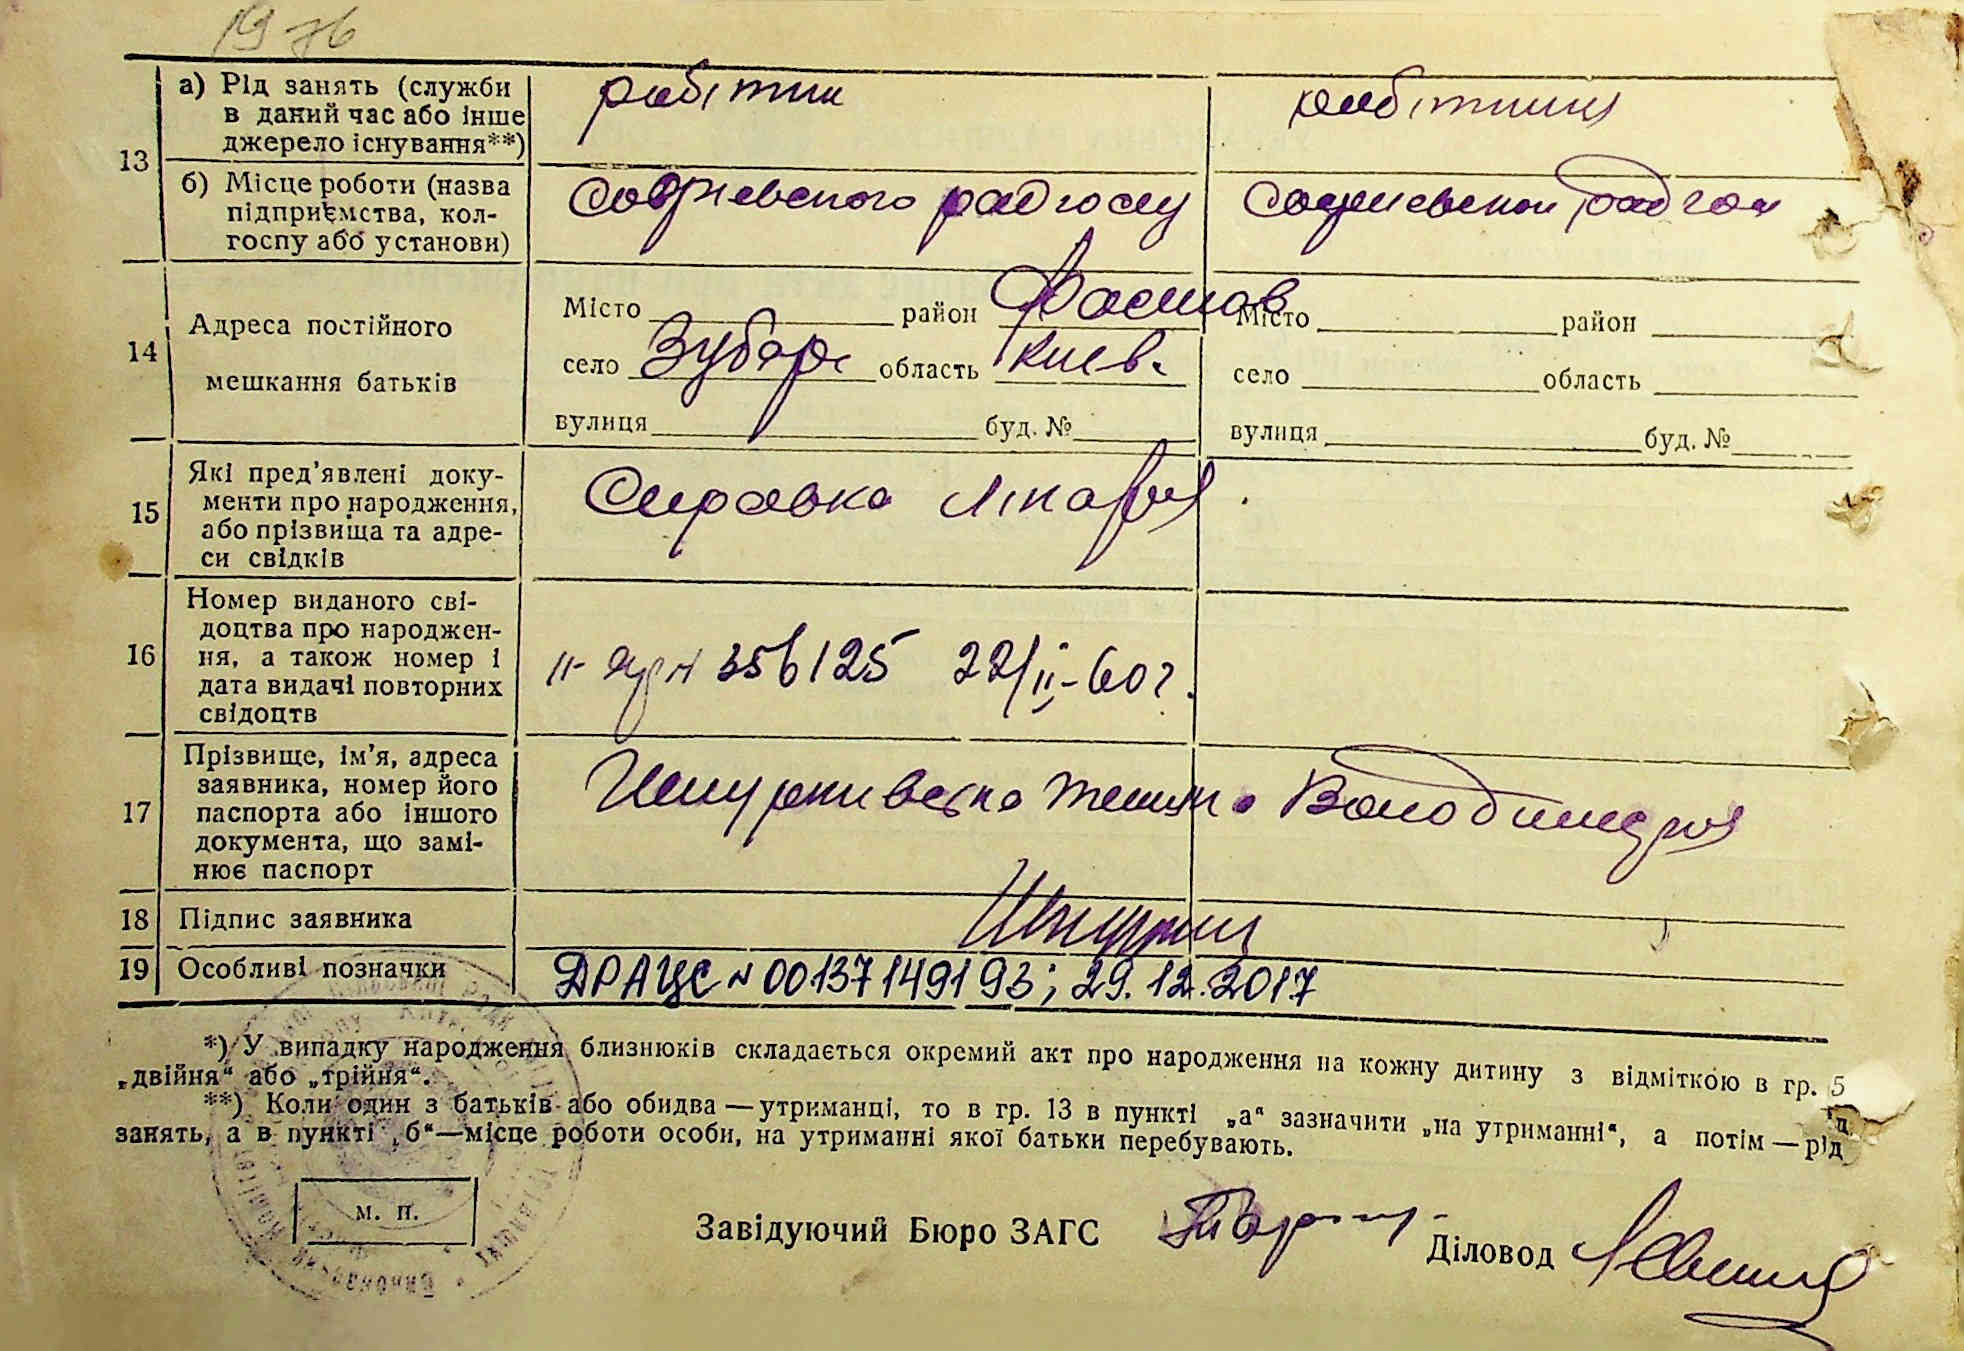 1976
13 а) Рід занять (служби в даний час або інше джерело існування**) робітник робітниця
б) Місце роботи (назва підприємства, колгоспу або установи) радгоспу
14 Адреса постійного мешкання батьків
Місто район Фастов Місто район
село Зубарі область Киев. село область
вулиця буд. № вулиця буд. №
15 Які пред'явлені документи про народження, або прізвища та адреси свідків Справка лікарня
16 Номер виданого свідоцтва про народження, а також номер і дата видачі повторних свідоцтв 356125 22/II-60 г.
17 Прізвище, ім'я, адреса заявника, номер його паспорта або іншого документа, що замінює паспорт
18 Підпис заявника
19 Особливі позначки ДРАЦС № 00137149193; 29.12.2017
*) У випадку народження близнюків складається окремий акт про народження на кожну дитину з відміткою в гр. 5
„двійня“ або „трійня“.
**) Коли один з батьків або обидва — утриманці, то в гр. 13 в пункті „а“ зазначити „на утриманні“, а потім — рід
занять, а в пункті „б“—місце роботи особи, на утриманні якої батьки перебувають.
м. п.
Завідуючий Бюро ЗАГС Діловод